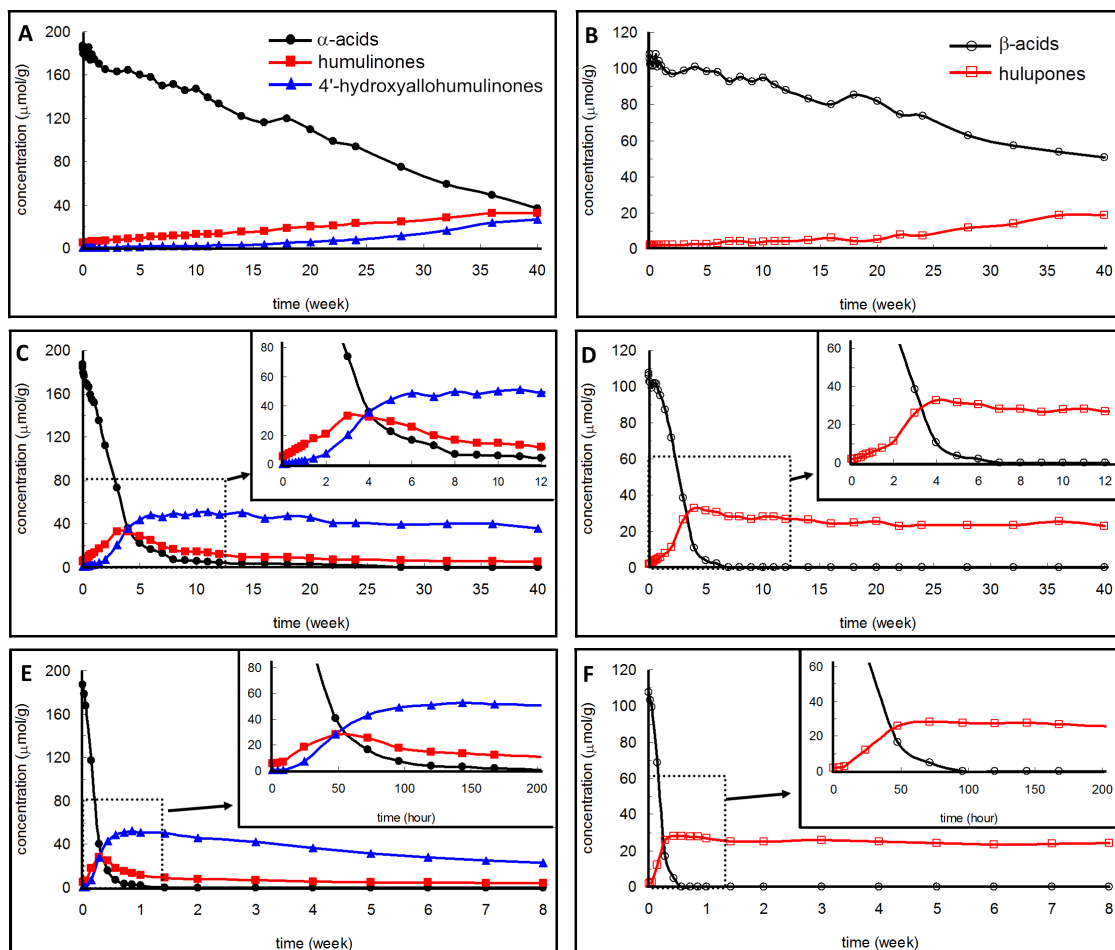 A
α-acids
humulinones
4'-hydroxyallohumulinones
concentration (μmol/g)
200
160
120
80
40
0
0 5 10 15 20 25 30 35 40
time (week)
B
β-acids
hulupones
concentration (μmol/g)
120
100
80
60
40
20
0
0 5 10 15 20 25 30 35 40
time (week)
C
concentration (μmol/g)
200
160
120
80
40
0
0 5 10 15 20 25 30 35 40
time (week)
80
60
40
20
0
0 2 4 6 8 10 12
D
concentration (μmol/g)
120
100
80
60
40
20
0
0 5 10 15 20 25 30 35 40
time (week)
60
40
20
0
0 2 4 6 8 10 12
E
concentration (μmol/g)
200
160
120
80
40
0
0 1 2 3 4 5 6 7 8
time (week)
80
60
40
20
0
0 50 100 150 200
time (hour)
F
concentration (μmol/g)
120
100
80
60
40
20
0
0 1 2 3 4 5 6 7 8
time (week)
60
40
20
0
0 50 100 150 200
time (hour)